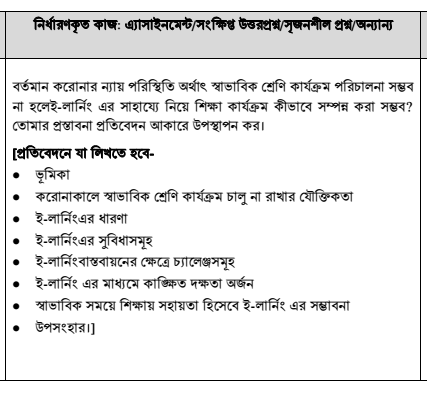 নির্ধারণকৃত কাজ: এ্যাসাইনমেন্ট/সংক্ষিপ্ত উত্তরপ্রশ্ন/সৃজনশীল প্রশ্ন/অন্যান্য
বর্তমান করোনার ন্যায় পরিস্থিতি অর্থাৎ স্বাভাবিক শ্রেণি কার্যক্রম পরিচালনা সম্ভব
না হলেই-লার্নিং এর সাহায্যে নিয়ে শিক্ষা কার্যক্রম কীভাবে সম্পন্ন করা সম্ভব?
তোমার প্রস্তাবনা প্রতিবেদন আকারে উপস্থাপন কর।
[প্রতিবেদনে যা লিখতে হবে-
● ভূমিকা
● করোনাকালে স্বাভাবিক শ্রেণি কার্যক্রম চালু না রাখার যৌক্তিকতা
● ই-লার্নিংএর ধারণা
● ই-লার্নিংএর সুবিধাসমূহ
● ই-লার্নিংবাস্তবায়নের ক্ষেত্রে চ্যালেঞ্জসমূহ
● ই-লার্নিং এর মাধ্যমে কাঙ্ক্ষিত দক্ষতা অর্জন
● স্বাভাবিক সময়ে শিক্ষায় সহায়তা হিসেবে ই-লার্নিং এর সম্ভাবনা
● উপসংহার।]